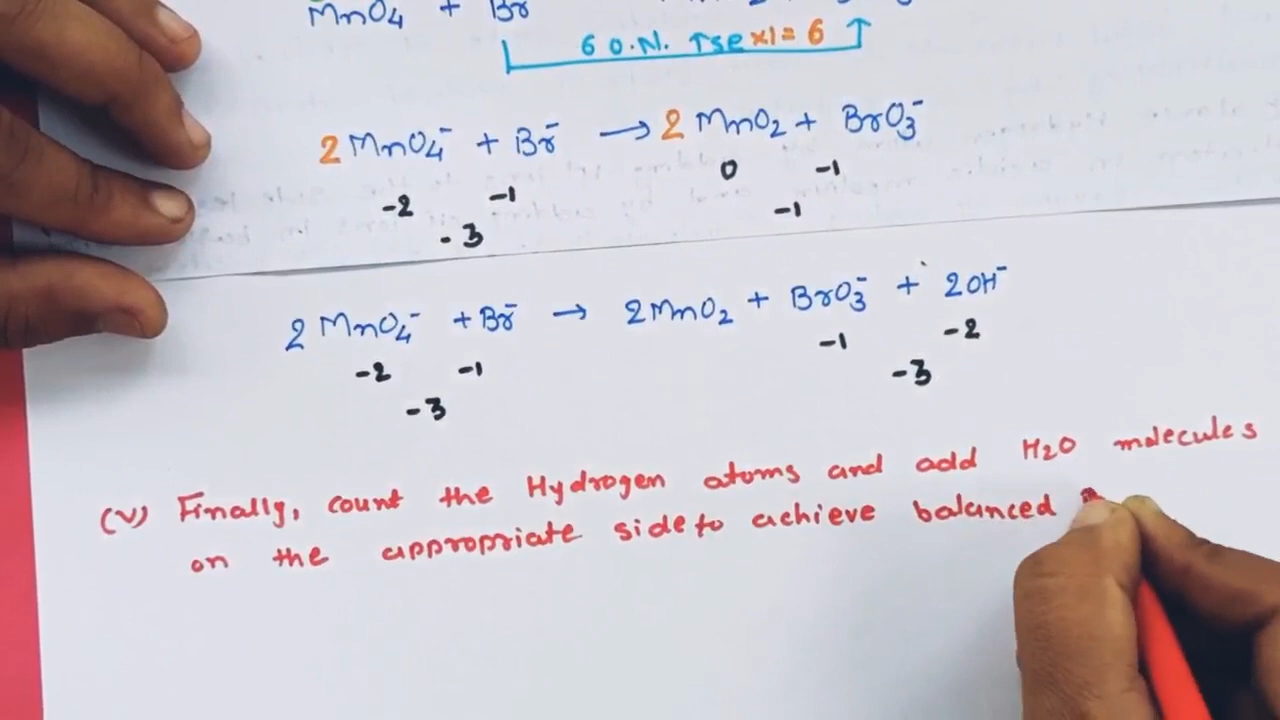 MnO4 + Br
6 O.N. ↑se ×1 = 6
2 MnO4⁻ + Br⁻ → 2 MnO2 + BrO3⁻
0 -1
-2 -1
-1
-3
2 MnO4⁻ + Br⁻ → 2MnO2 + BrO3⁻ + 2OH⁻
-2 -1 -1 -2
-3 -3
(v) Finally, count the Hydrogen atoms and add H2O molecules
on the appropriate side to achieve balanced